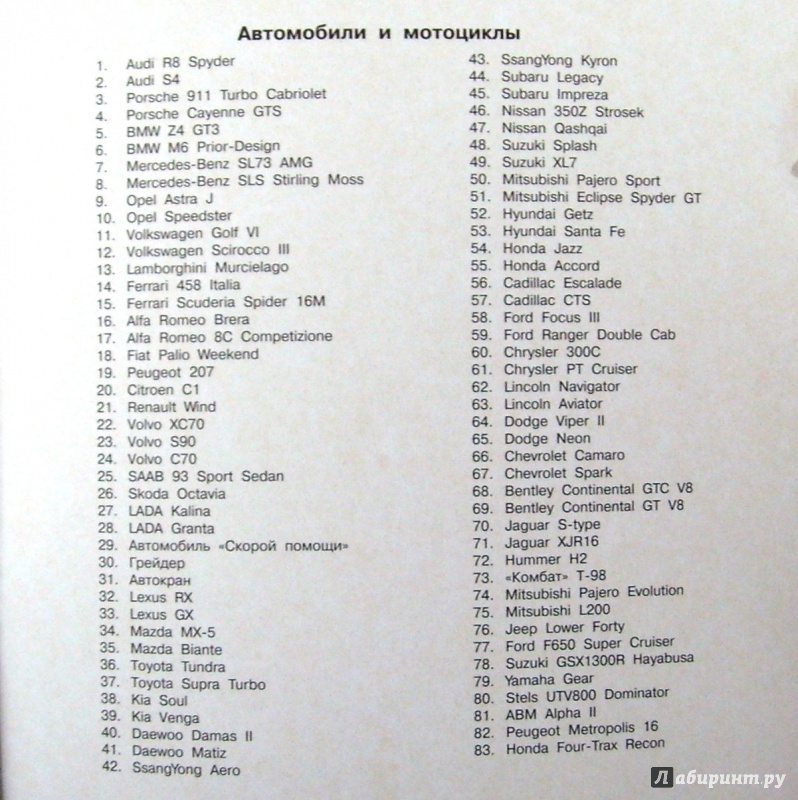 Автомобили и мотоциклы
1. Audi R8 Spyder
2. Audi S4
3. Porsche 911 Turbo Cabriolet
4. Porsche Cayenne GTS
5. BMW Z4 GT3
6. BMW M6 Prior-Design
7. Mercedes-Benz SL73 AMG
8. Mercedes-Benz SLS Stirling Moss
9. Opel Astra J
10. Opel Speedster
11. Volkswagen Golf VI
12. Volkswagen Scirocco III
13. Lamborghini Murcielago
14. Ferrari 458 Italia
15. Ferrari Scuderia Spider 16M
16. Alfa Romeo Brera
17. Alfa Romeo 8C Competizione
18. Fiat Palio Weekend
19. Peugeot 207
20. Citroen C1
21. Renault Wind
22. Volvo XC70
23. Volvo S90
24. Volvo C70
25. SAAB 93 Sport Sedan
26. Skoda Octavia
27. LADA Kalina
28. LADA Granta
29. Автомобиль «Скорой помощи»
30. Грейдер
31. Автокран
32. Lexus RX
33. Lexus GX
34. Mazda MX-5
35. Mazda Biante
36. Toyota Tundra
37. Toyota Supra Turbo
38. Kia Soul
39. Kia Venga
40. Daewoo Damas II
41. Daewoo Matiz
42. SsangYong Aero
43. SsangYong Kyron
44. Subaru Legacy
45. Subaru Impreza
46. Nissan 350Z Strosek
47. Nissan Qashqai
48. Suzuki Splash
49. Suzuki XL7
50. Mitsubishi Pajero Sport
51. Mitsubishi Eclipse Spyder GT
52. Hyundai Getz
53. Hyundai Santa Fe
54. Honda Jazz
55. Honda Accord
56. Cadillac Escalade
57. Cadillac CTS
58. Ford Focus III
59. Ford Ranger Double Cab
60. Chrysler 300C
61. Chrysler PT Cruiser
62. Lincoln Navigator
63. Lincoln Aviator
64. Dodge Viper II
65. Dodge Neon
66. Chevrolet Camaro
67. Chevrolet Spark
68. Bentley Continental GTC V8
69. Bentley Continental GT V8
70. Jaguar S-type
71. Jaguar XJR16
72. Hummer H2
73. «Комбат» Т-98
74. Mitsubishi Pajero Evolution
75. Mitsubishi L200
76. Jeep Lower Forty
77. Ford F650 Super Cruiser
78. Suzuki GSX1300R Hayabusa
79. Yamaha Gear
80. Stels UTV800 Dominator
81. ABM Alpha II
82. Peugeot Metropolis 16
83. Honda Four-Trax Recon
Лабиринт.ру